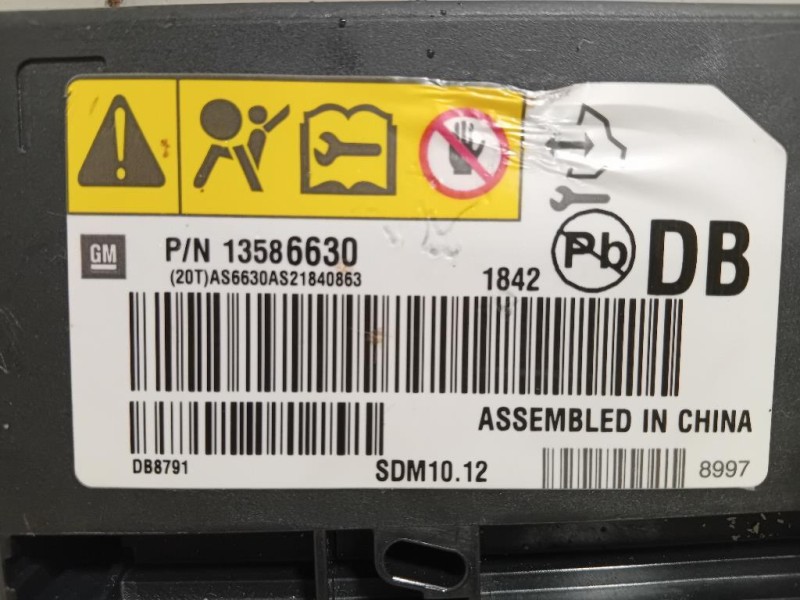 GM
P/N 13586630
(20T)AS6630AS21840863
1842
Pb
DB
ASSEMBLED IN CHINA
DB8791
SDM10.12
8997